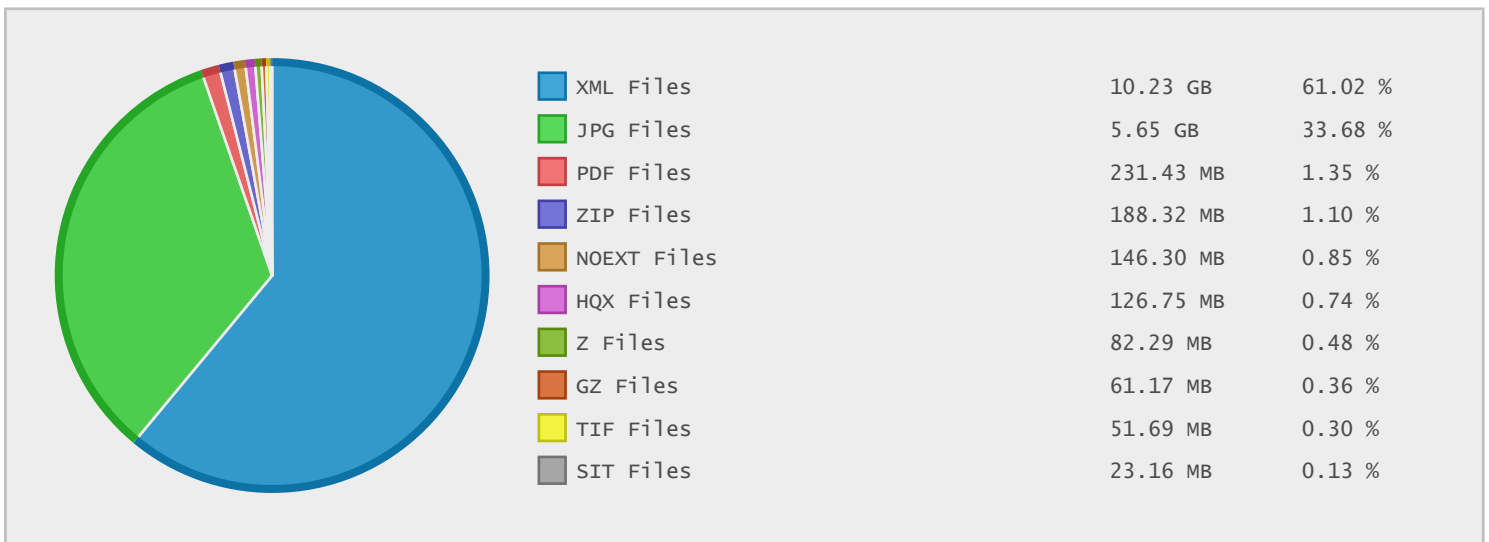 XML Files 10.23 GB 61.02 %
JPG Files 5.65 GB 33.68 %
PDF Files 231.43 MB 1.35 %
ZIP Files 188.32 MB 1.10 %
NOEXT Files 146.30 MB 0.85 %
HQX Files 126.75 MB 0.74 %
Z Files 82.29 MB 0.48 %
GZ Files 61.17 MB 0.36 %
TIF Files 51.69 MB 0.30 %
SIT Files 23.16 MB 0.13 %